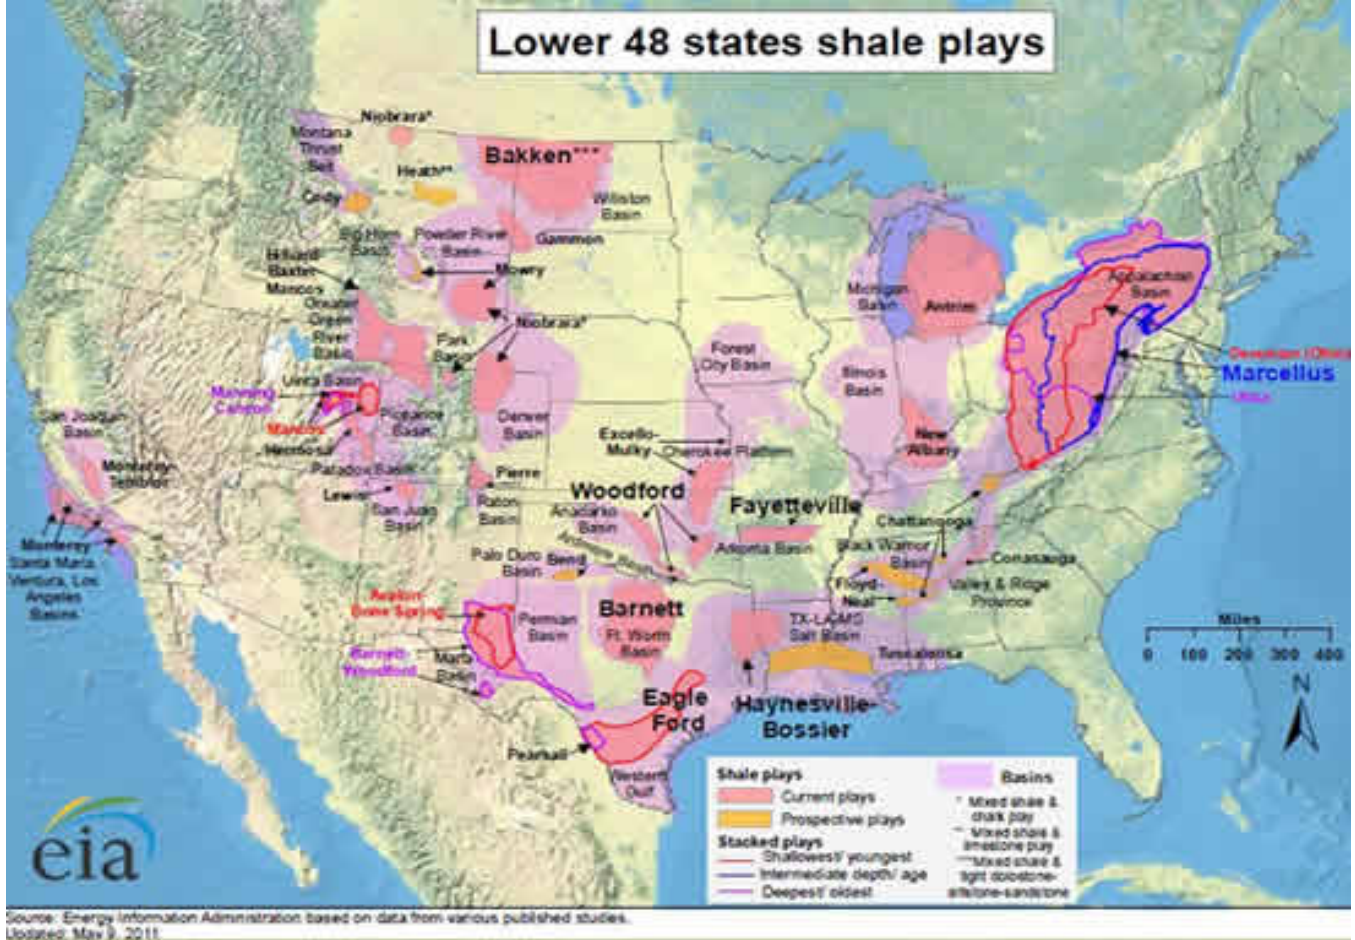 Lower 48 states shale plays
Niobrara*
Montana
Thrust
Belt
Bakken***
Heath**
Cody
Williston
Basin
Big Horn
Basin
Powder River
Basin
Gammon
Hilliard-
Baxter-
Mancos
Mowry
Michigan
Basin
Antrim
Appalachian
Basin
Greater
Green
River
Basin
Niobrara*
Park
Basin
Forest
City Basin
Illinois
Basin
Devonian (Ohio)
Marcellus
Utica
Uinta Basin
Manning
Canyon
Mancos
Piceance
Basin
Denver
Basin
San Joaquin
Basin
Hermosa
Excello-
Mulky
Cherokee Platform
New
Albany
Monterey-
Temblor
Paradox Basin
Pierre
Lewis
Woodford
Raton
Basin
San Juan
Basin
Anadarko
Basin
Fayetteville
Chattanooga
Arkoma Basin
Black Warrior
Basin
Monterey
Santa Maria,
Ventura, Los
Angeles
Basins
Palo Duro
Basin
Bend
Ardmore Basin
Conasauga
Floyd-
Neal
Valley & Ridge
Province
Avalon-
Bone Spring
Permian
Basin
Barnett
Ft. Worth
Basin
TX-LA-MS
Salt Basin
Tuscaloosa
Barnett-
Woodford
Marfa
Basin
Eagle
Ford
Haynesville-
Bossier
Pearsall
Western
Gulf
Miles
0 100 200 300 400
N
Shale plays
Current plays
Prospective plays
Stacked plays
Shallowest/ youngest
Intermediate depth/ age
Deepest/ oldest
Basins
* Mixed shale &
chalk play
** Mixed shale &
limestone play
***Mixed shale &
tight dolostone-
siltstone-sandstone
eia
Source: Energy Information Administration based on data from various published studies.
Updated: May 9, 2011